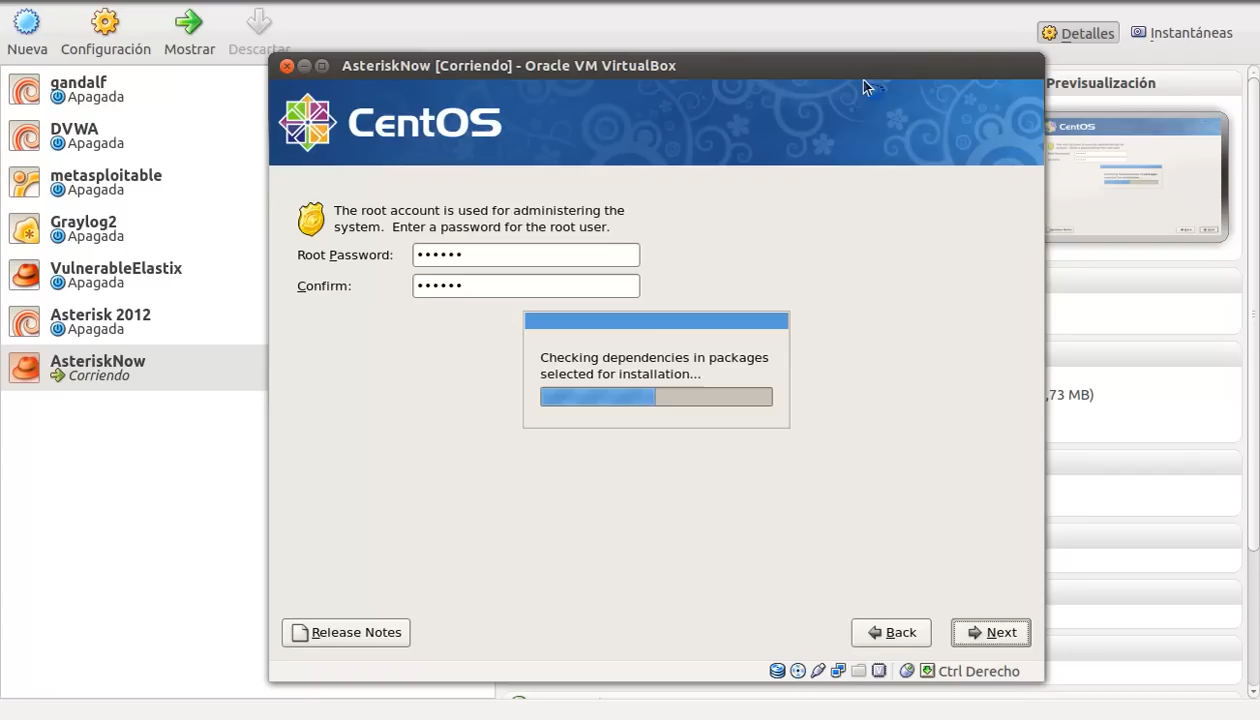 Nueva
Configuración
Mostrar
Descartar
Detalles
Instantáneas
gandalf
Apagada
DVWA
Apagada
metasploitable
Apagada
Graylog2
Apagada
VulnerableElastix
Apagada
Asterisk 2012
Apagada
AsteriskNow
Corriendo
AsteriskNow [Corriendo] - Oracle VM VirtualBox
CentOS
The root account is used for administering the
system. Enter a password for the root user.
Root Password: ••••••
Confirm: ••••••
Checking dependencies in packages
selected for installation...
Release Notes
Back
Next
Ctrl Derecho
Previsualización
CentOS
,73 MB)